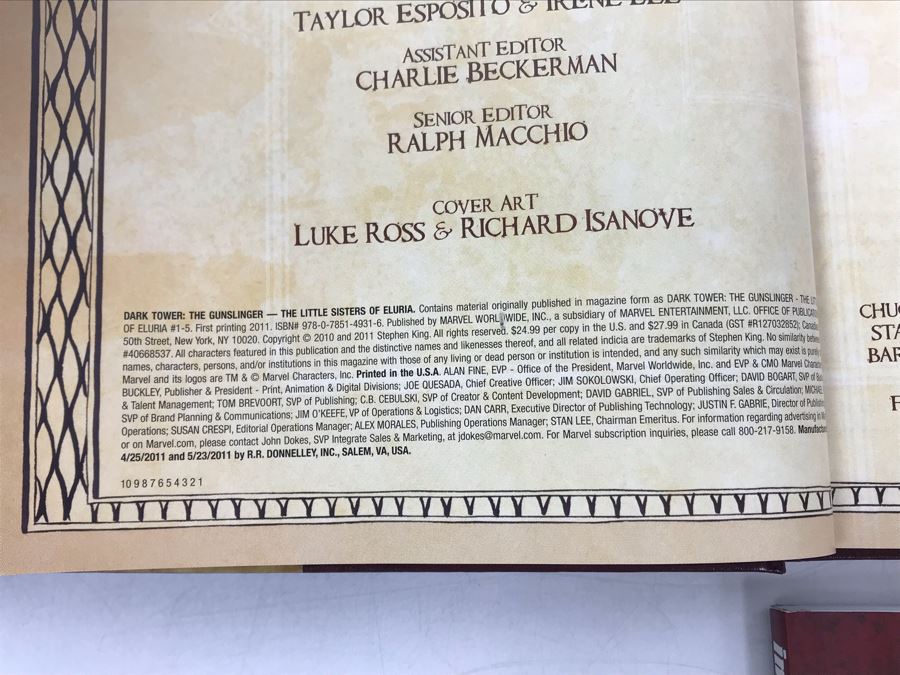 TAYLOR ESPOSITO & IRENE LEE
ASSISTANT EDITOR
CHARLIE BECKERMAN
SENIOR EDITOR
RALPH MACCHIO
COVER ART
LUKE ROSS & RICHARD ISANOVE
DARK TOWER: THE GUNSLINGER — THE LITTLE SISTERS OF ELURIA. Contains material originally published in magazine form as DARK TOWER: THE GUNSLINGER - THE
OF ELURIA #1-5. First printing 2011. ISBN# 978-0-7851-4931-6. Published by MARVEL WORLDWIDE, INC., a subsidiary of MARVEL ENTERTAINMENT, LLC. OFFICE OF
50th Street, New York, NY 10020. Copyright © 2010 and 2011 Stephen King. All rights reserved. $24.99 per copy in the U.S. and $27.99 in Canada (GST #R127032852);
#40668537. All characters featured in this publication and the distinctive names and likenesses thereof, and all related indicia are trademarks of Stephen King. No similarity
names, characters, persons, and/or institutions in this magazine with those of any living or dead person or institution is intended, and any such similarity which may exist is
Marvel and its logos are TM & © Marvel Characters, Inc. Printed in the U.S.A. ALAN FINE, EVP - Office of the President, Marvel Worldwide, Inc. and EVP & CMO Marvel
BUCKLEY, Publisher & President - Print, Animation & Digital Divisions; JOE QUESADA, Chief Creative Officer; JIM SOKOLOWSKI, Chief Operating Officer; DAVID BOGART, SVP of
& Talent Management; TOM BREVOORT, SVP of Publishing; C.B. CEBULSKI, SVP of Creator & Content Development; DAVID GABRIEL, SVP of Publishing Sales & Circulation;
SVP of Brand Planning & Communications; JIM O'KEEFE, VP of Operations & Logistics; DAN CARR, Executive Director of Publishing Technology; JUSTIN F. GABRIE, Director of
Operations; SUSAN CRESPI, Editorial Operations Manager; ALEX MORALES, Publishing Operations Manager; STAN LEE, Chairman Emeritus. For information regarding advertising in
or on Marvel.com, please contact John Dokes, SVP Integrate Sales & Marketing, at jdokes@marvel.com. For Marvel subscription inquiries, please call 800-217-9158.
4/25/2011 and 5/23/2011 by R.R. DONNELLEY, INC., SALEM, VA, USA.
10 9 8 7 6 5 4 3 2 1
CHU
STA
BAR
F